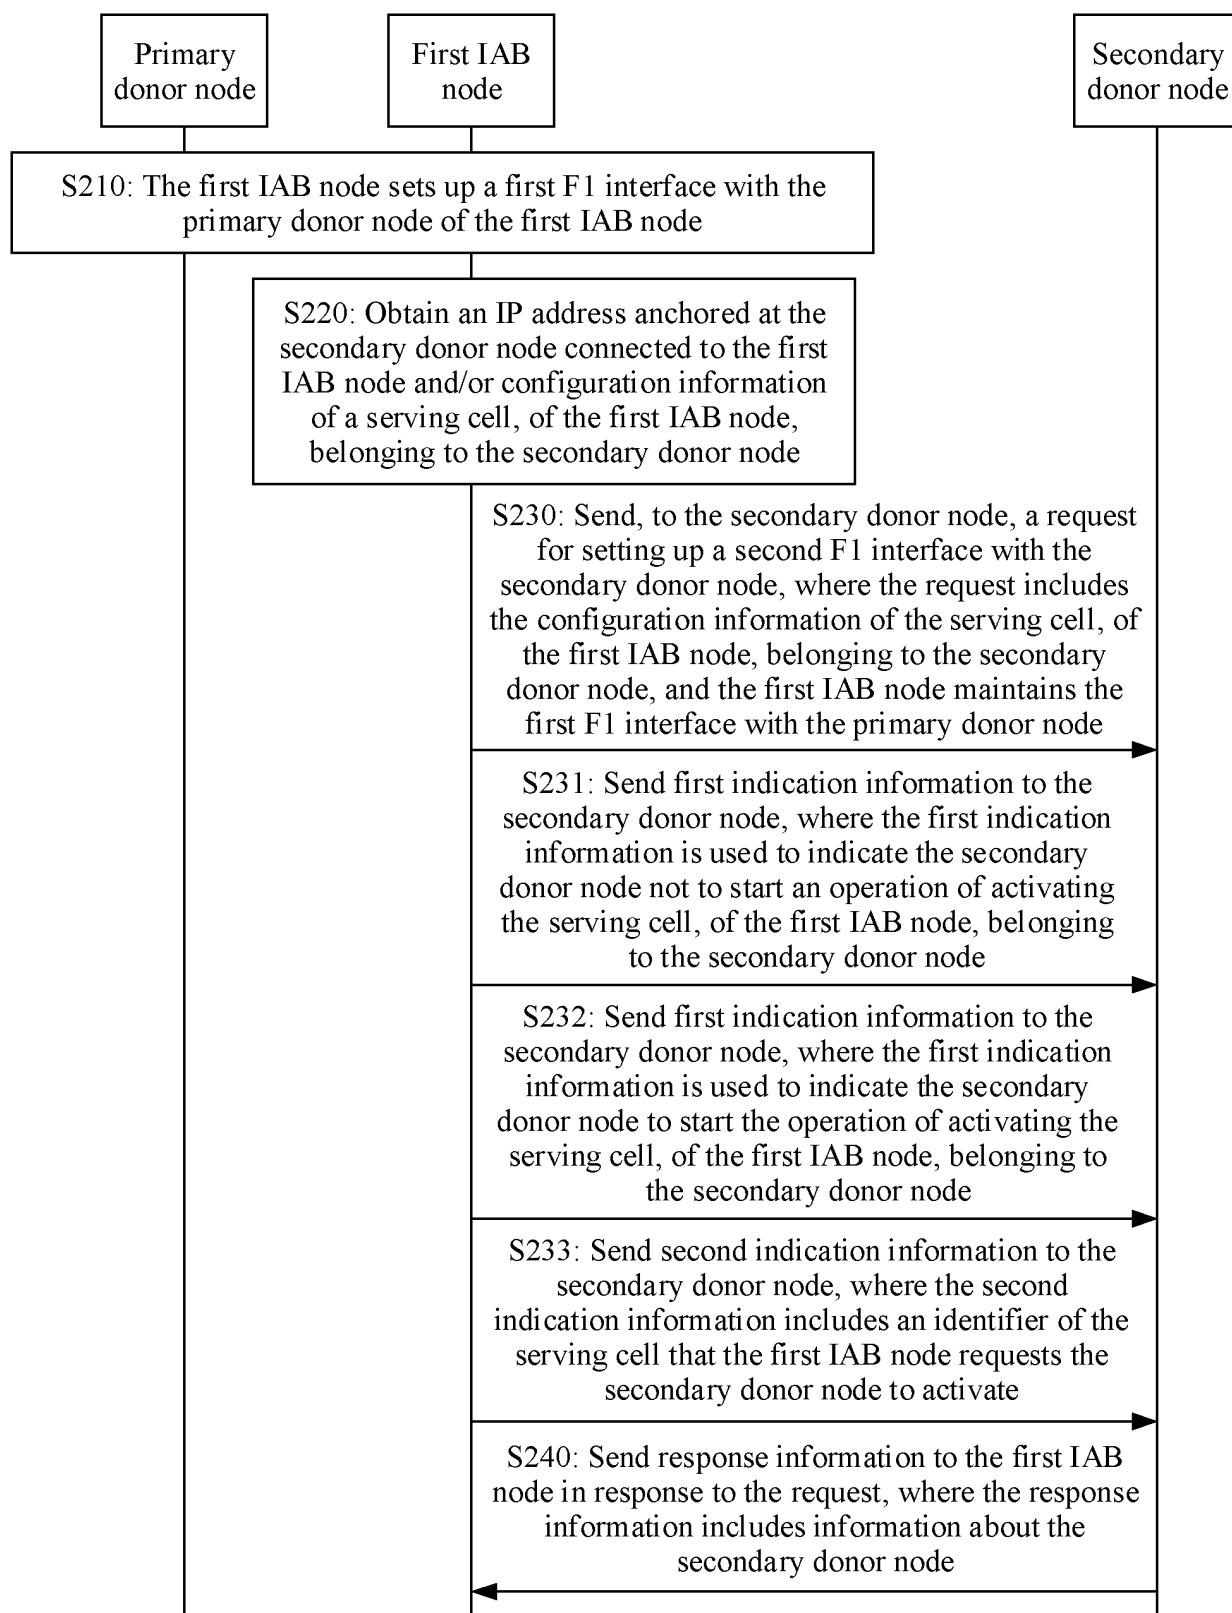 Primary
donor node
First IAB
node
Secondary
donor node
S210: The first IAB node sets up a first F1 interface with the
primary donor node of the first IAB node
S220: Obtain an IP address anchored at the
secondary donor node connected to the first
IAB node and/or configuration information
of a serving cell, of the first IAB node,
belonging to the secondary donor node
S230: Send, to the secondary donor node, a request
for setting up a second F1 interface with the
secondary donor node, where the request includes
the configuration information of the serving cell, of
the first IAB node, belonging to the secondary
donor node, and the first IAB node maintains the
first F1 interface with the primary donor node
S231: Send first indication information to the
secondary donor node, where the first indication
information is used to indicate the secondary
donor node not to start an operation of activating
the serving cell, of the first IAB node, belonging
to the secondary donor node
S232: Send first indication information to the
secondary donor node, where the first indication
information is used to indicate the secondary
donor node to start the operation of activating the
serving cell, of the first IAB node, belonging to
the secondary donor node
S233: Send second indication information to the
secondary donor node, where the second
indication information includes an identifier of the
serving cell that the first IAB node requests the
secondary donor node to activate
S240: Send response information to the first IAB
node in response to the request, where the response
information includes information about the
secondary donor node